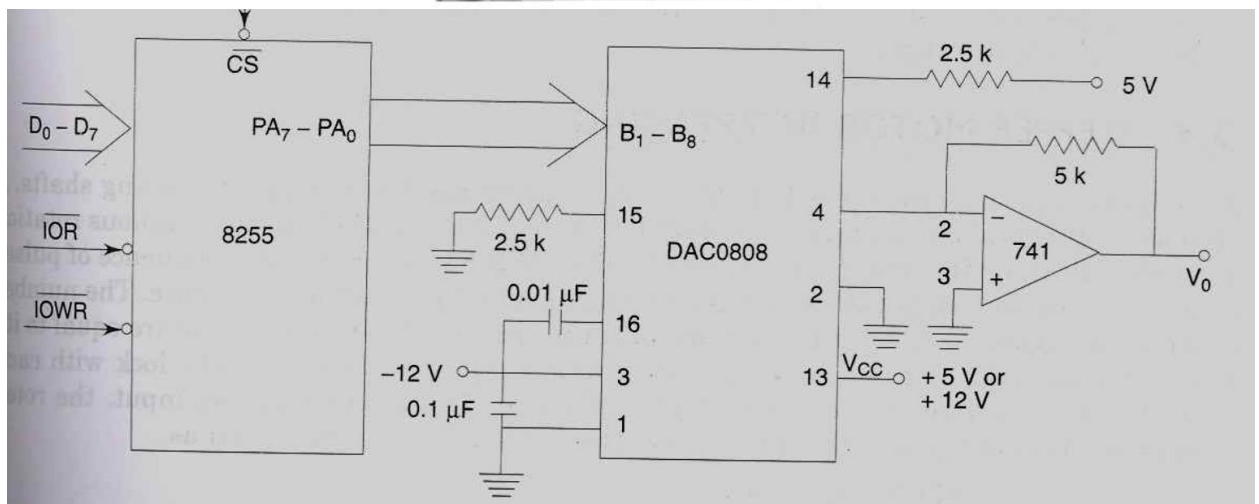 CS
D0 – D7
PA7 – PA0
IOR
8255
IOWR
B1 – B8
DAC0808
14
2.5 k
5 V
5 k
15
2.5 k
4
2
–
741
3
+
V0
2
0.01 μF
16
–12 V
3
0.1 μF
1
13
VCC
+ 5 V or
+ 12 V